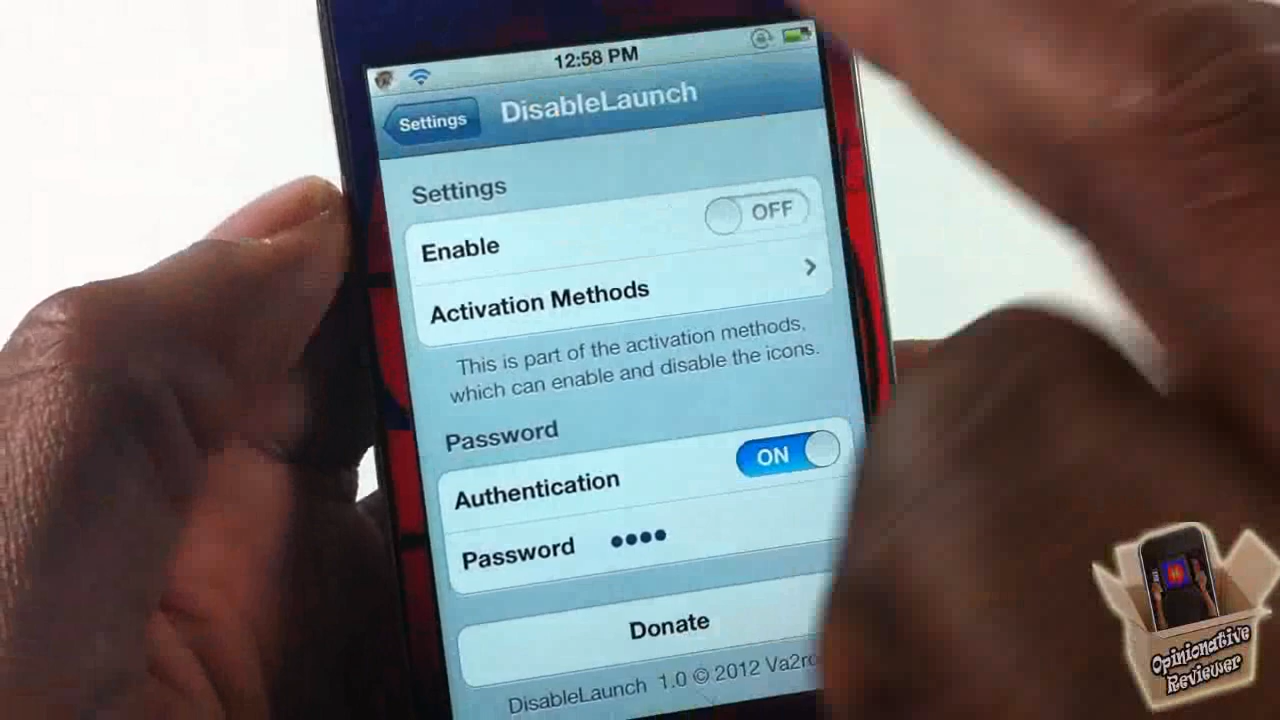 12:58 PM
Settings
DisableLaunch
Settings
Enable
OFF
Activation Methods
This is part of the activation methods,
which can enable and disable the icons.
Password
Authentication
ON
Password
Donate
DisableLaunch 1.0 © 2012
Opinionative
Reviewer